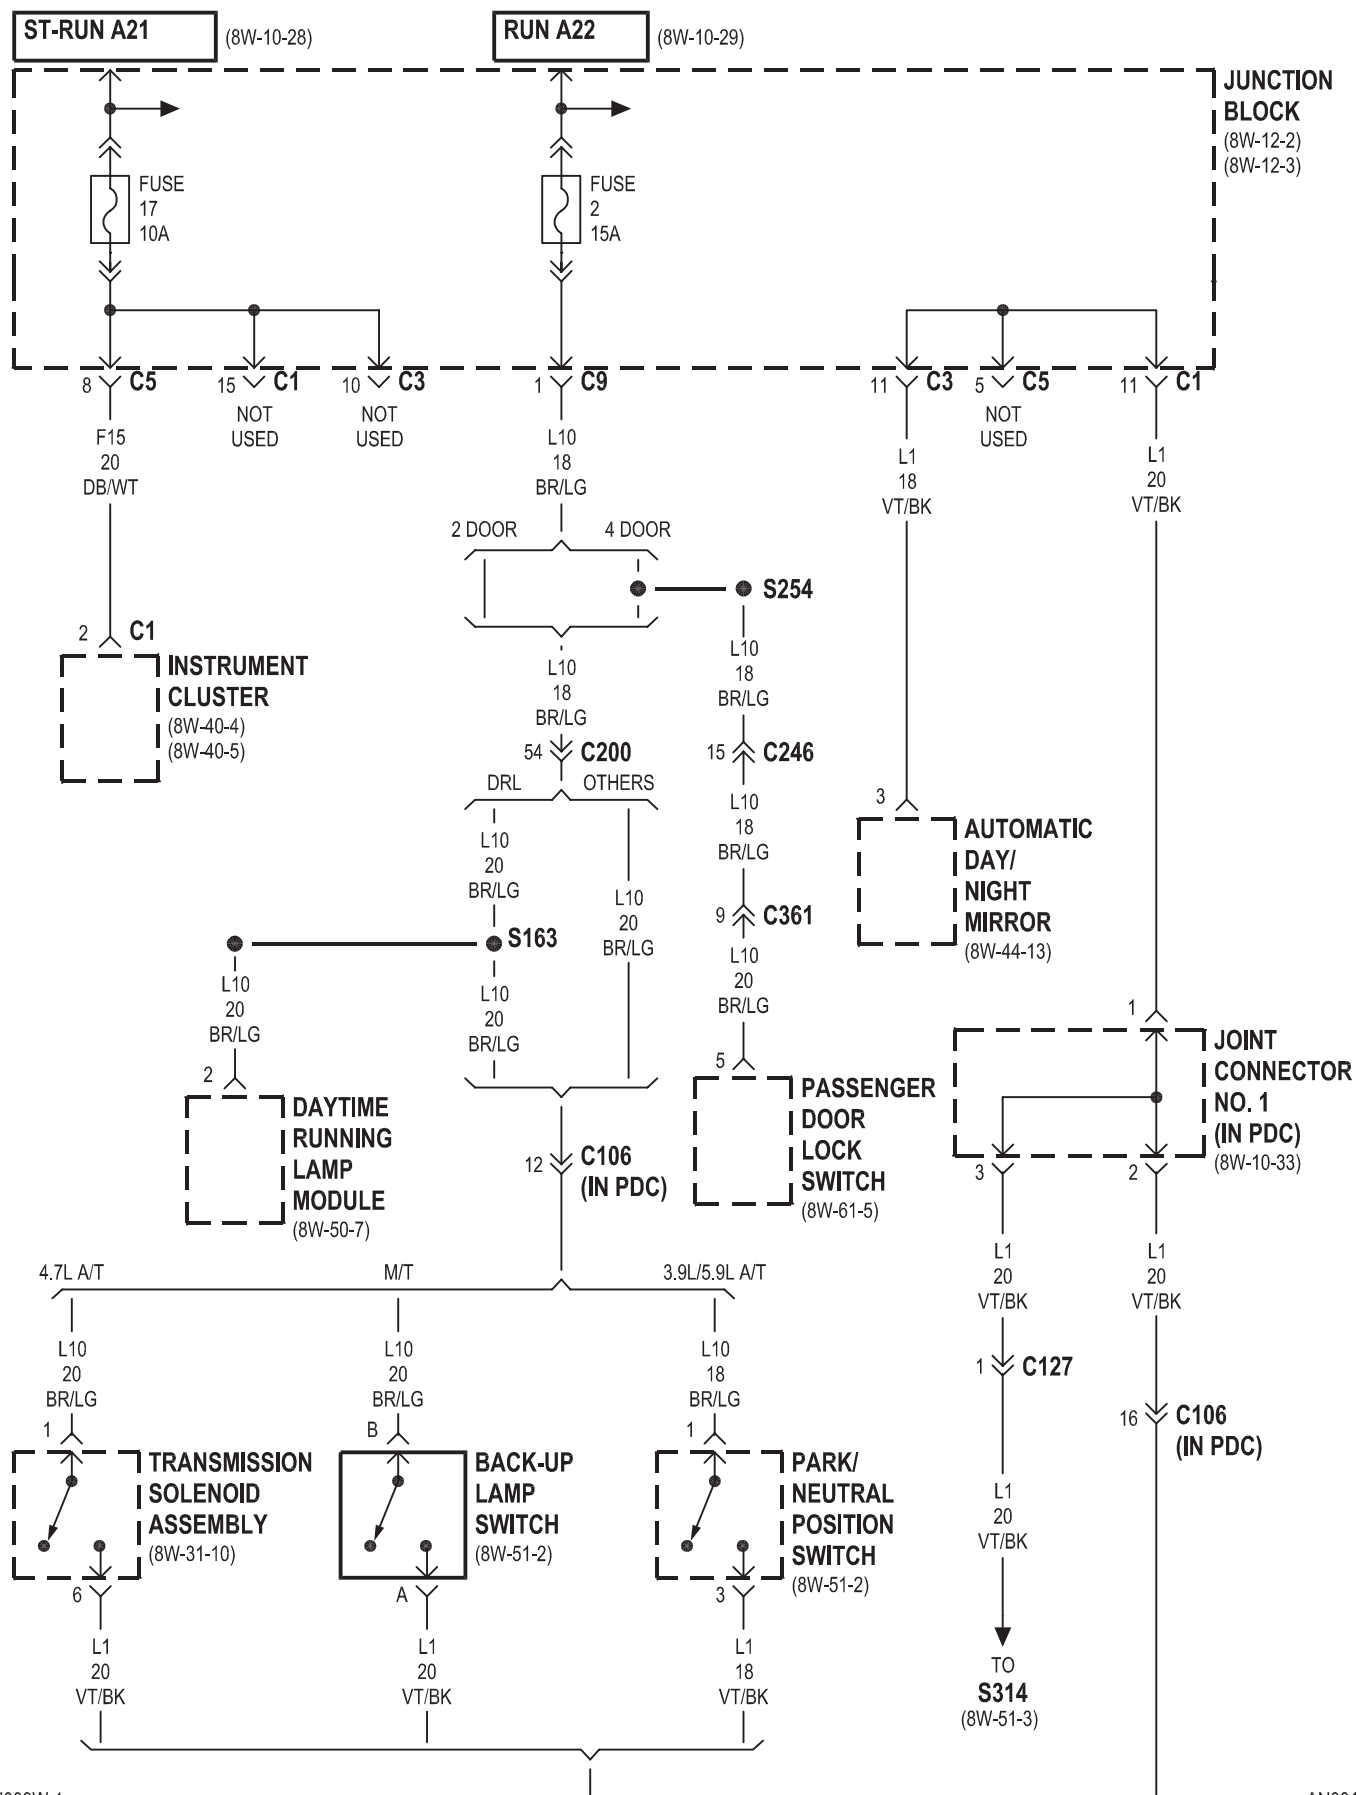 ST-RUN A21
(8W-10-28)
RUN A22
(8W-10-29)
JUNCTION
BLOCK
(8W-12-2)
(8W-12-3)
FUSE
17
10A
FUSE
2
15A
8 C5
15 C1
10 C3
1 C9
11 C3
5 C5
11 C1
NOT
USED
NOT
USED
NOT
USED
F15
20
DB/WT
L10
18
BR/LG
L1
18
VT/BK
L1
20
VT/BK
2 DOOR
4 DOOR
S254
2 C1
INSTRUMENT
CLUSTER
(8W-40-4)
(8W-40-5)
L10
18
BR/LG
L10
18
BR/LG
54 C200
15 C246
DRL
OTHERS
L10
20
BR/LG
L10
18
BR/LG
3
AUTOMATIC
DAY/
NIGHT
MIRROR
(8W-44-13)
L10
20
BR/LG
9 C361
S163
L10
20
BR/LG
L10
20
BR/LG
L10
20
BR/LG
2
DAYTIME
RUNNING
LAMP
MODULE
(8W-50-7)
5
PASSENGER
DOOR
LOCK
SWITCH
(8W-61-5)
1
JOINT
CONNECTOR
NO. 1
(IN PDC)
(8W-10-33)
12 C106
(IN PDC)
3
2
4.7L A/T
M/T
3.9L/5.9L A/T
L1
20
VT/BK
L1
20
VT/BK
L10
20
BR/LG
L10
20
BR/LG
L10
18
BR/LG
1 C127
16 C106
(IN PDC)
1
TRANSMISSION
SOLENOID
ASSEMBLY
(8W-31-10)
B
BACK-UP
LAMP
SWITCH
(8W-51-2)
1
PARK/
NEUTRAL
POSITION
SWITCH
(8W-51-2)
L1
20
VT/BK
6
A
3
L1
20
VT/BK
L1
20
VT/BK
L1
18
VT/BK
TO
S314
(8W-51-3)